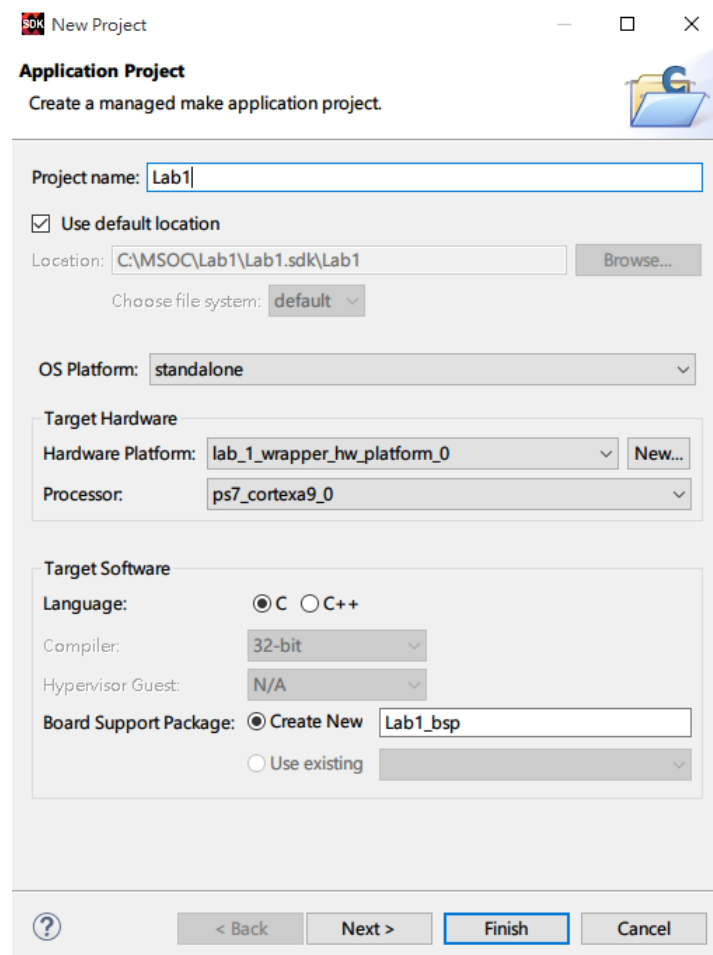 SDK New Project
Application Project
Create a managed make application project.
C
Project name: Lab1
Use default location
Location: C:\MSOC\Lab1\Lab1.sdk\Lab1 Browse...
Choose file system: default
OS Platform: standalone
Target Hardware
Hardware Platform: lab_1_wrapper_hw_platform_0 New...
Processor: ps7_cortexa9_0
Target Software
Language: C C++
Compiler: 32-bit
Hypervisor Guest: N/A
Board Support Package: Create New Lab1_bsp
Use existing
? < Back Next > Finish Cancel